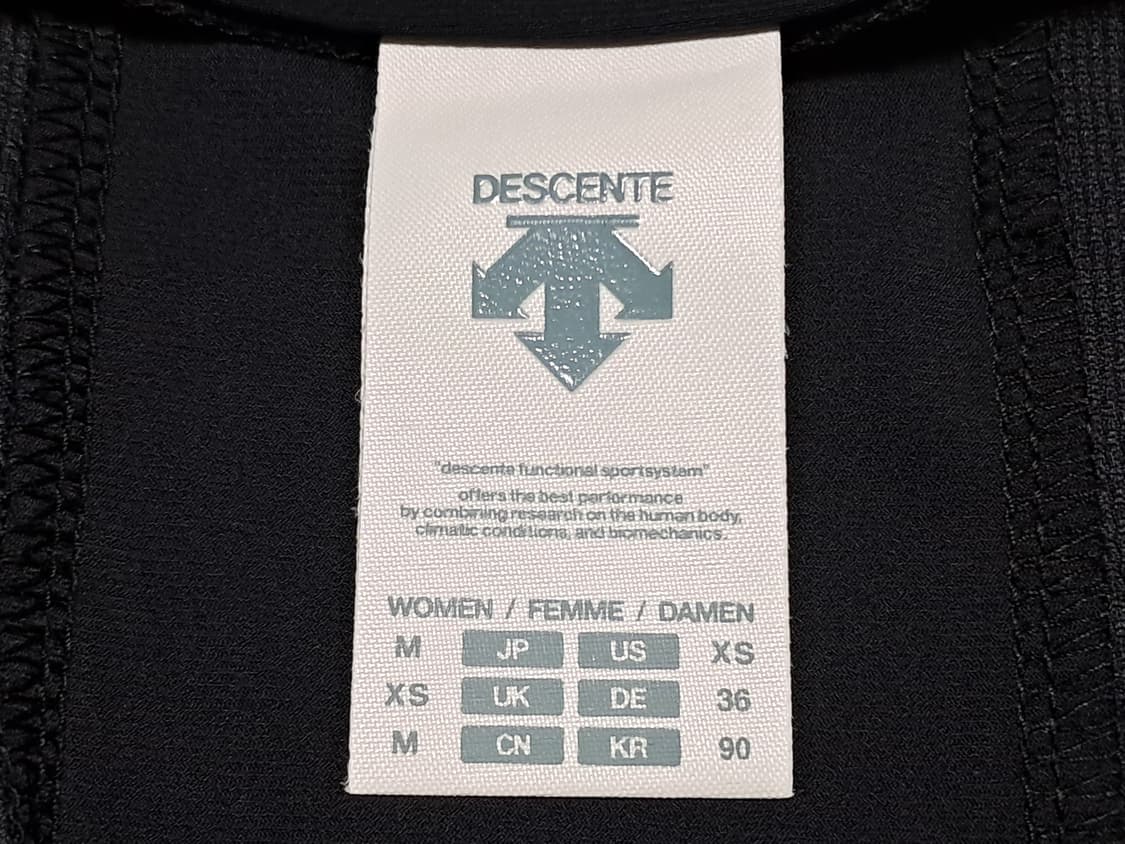 DESCENTE
"descente functional sportsystem"
offers the best performance
by combining research on the human body,
climatic conditions, and biomechanics.
WOMEN / FEMME / DAMEN
M JP US XS
XS UK DE 36
M CN KR 90